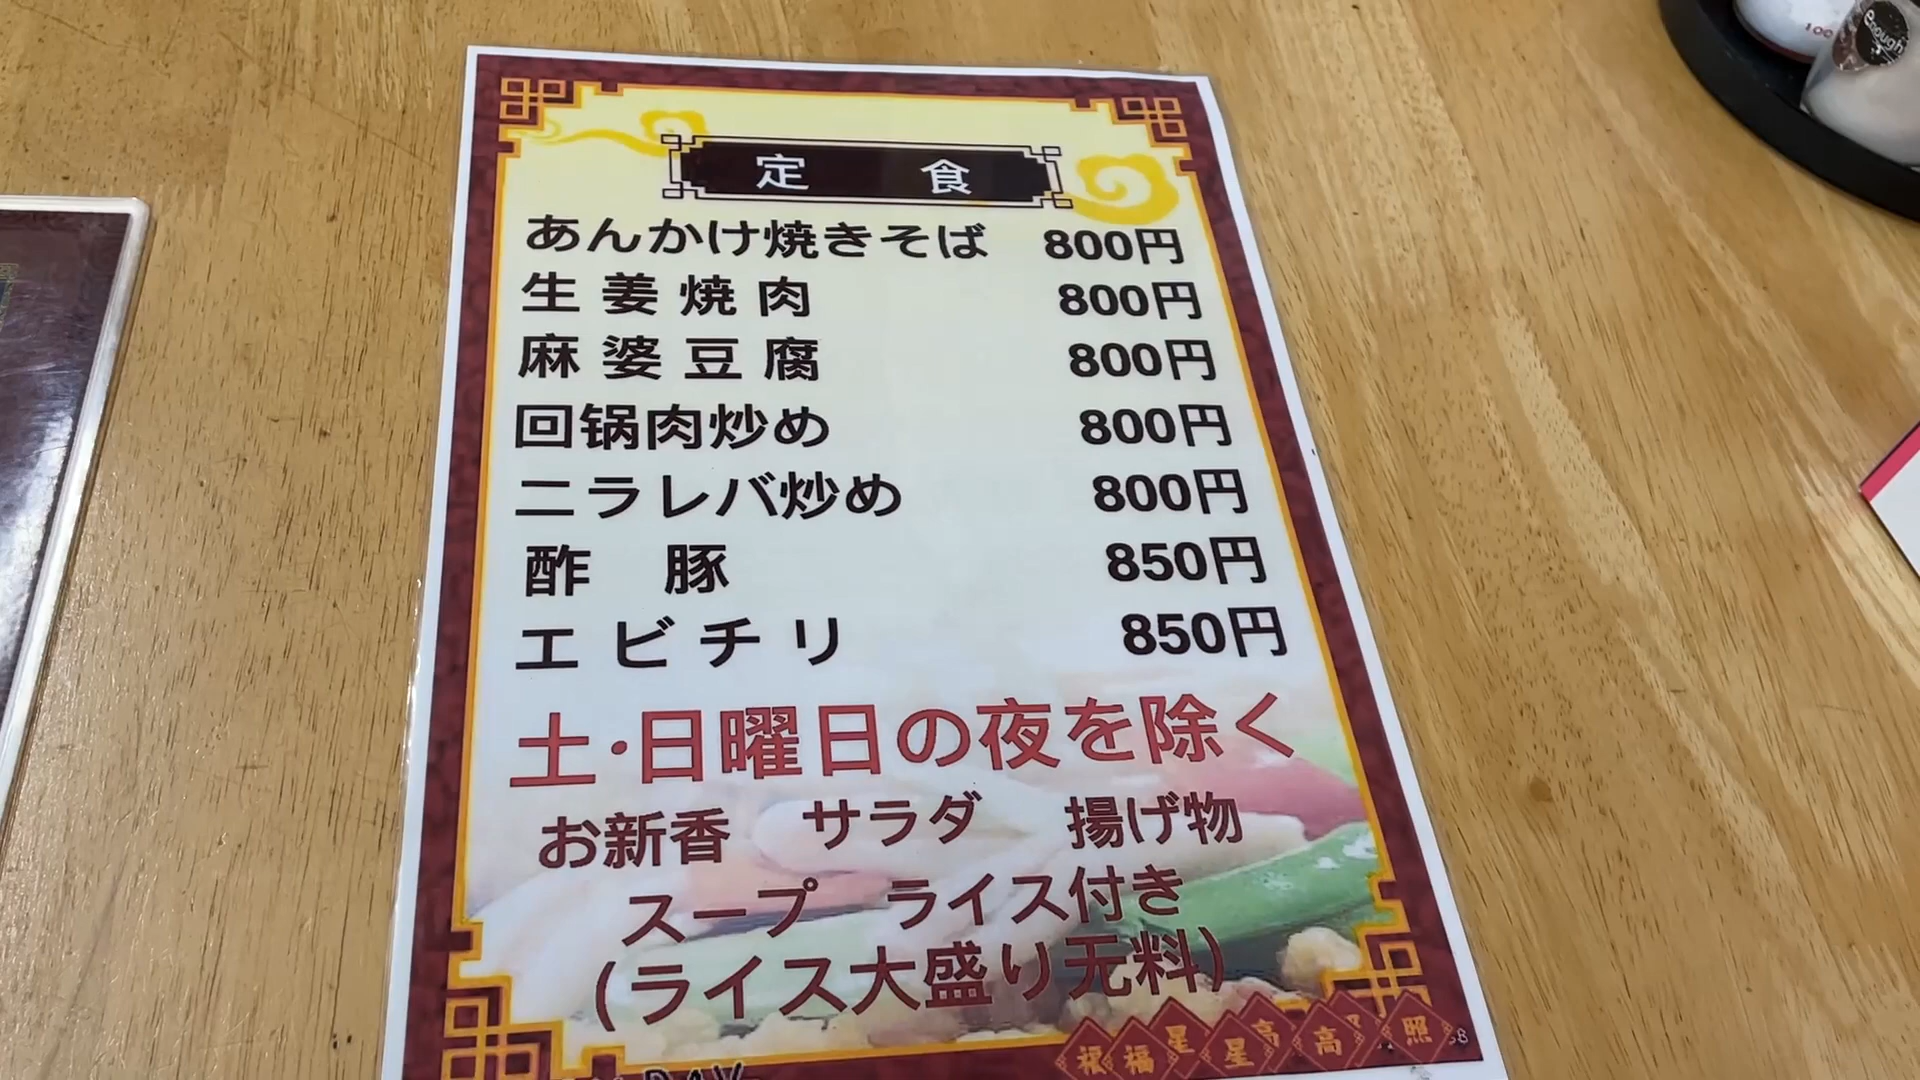 定 食
あんかけ焼きそば 800円
生姜焼肉 800円
麻婆豆腐 800円
回锅肉炒め 800円
ニラレバ炒め 800円
酢 豚 850円
エビチリ 850円
土・日曜日の夜を除く
お新香 サラダ 揚げ物
スープ ライス付き
(ライス大盛り无料)
福 星 星 高 高 照
enough